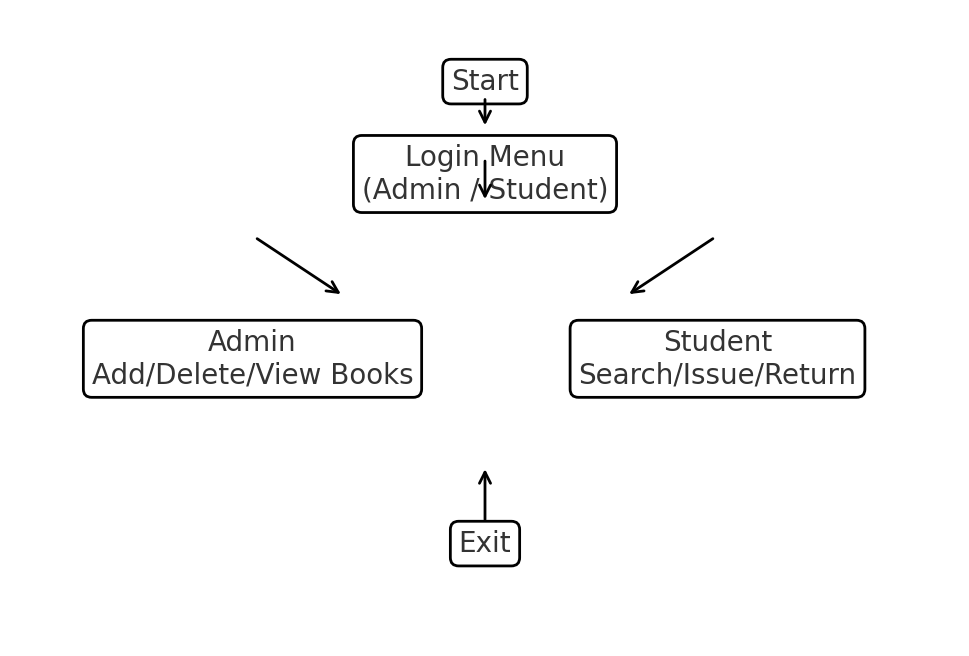 Start
Login Menu
(Admin / Student)
Admin
Add/Delete/View Books
Student
Search/Issue/Return
Exit